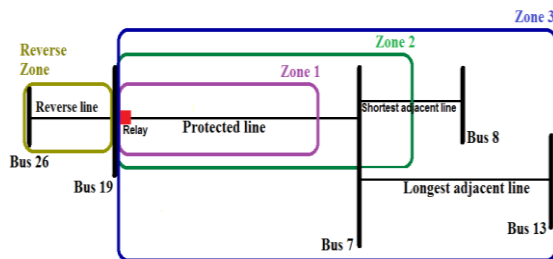 Zone 3
Zone 2
Reverse
Zone
Zone 1
Reverse line
Shortest adjacent line
Relay
Protected line
Bus 8
Bus 26
Bus 19
Longest adjacent line
Bus 7
Bus 13